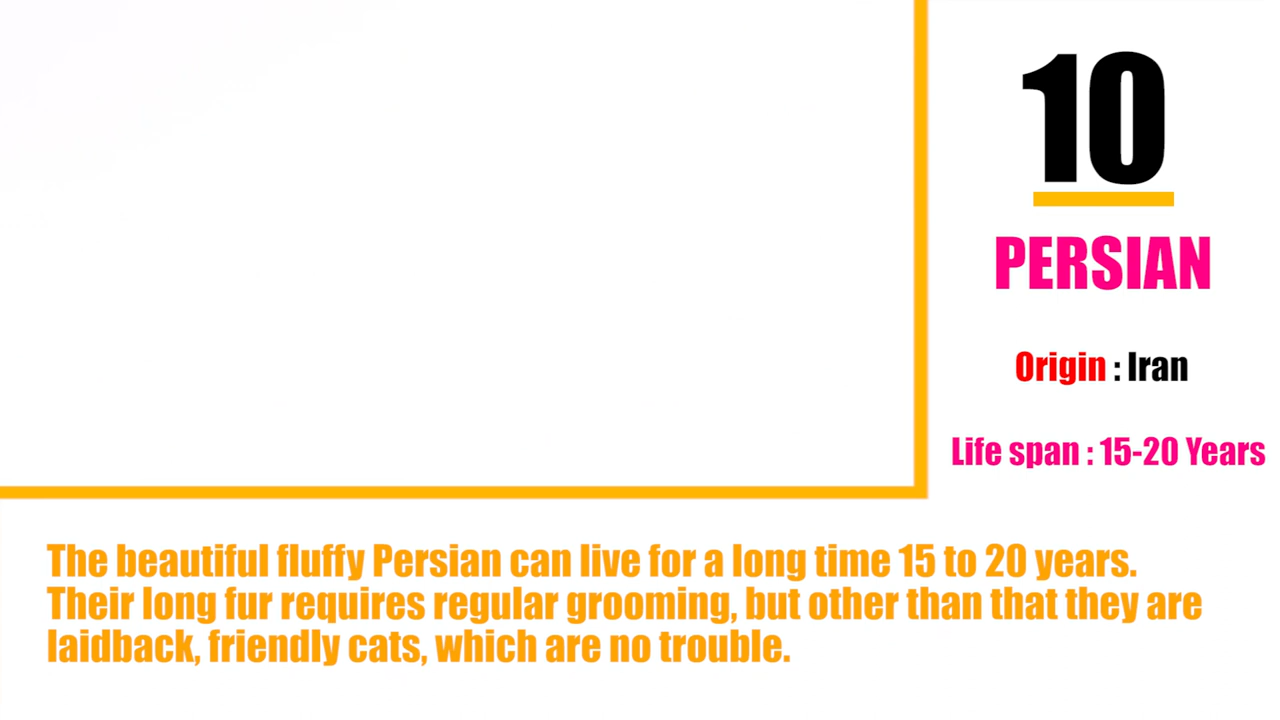 10
PERSIAN
Origin : Iran
Life span : 15-20 Years
The beautiful fluffy Persian can live for a long time 15 to 20 years.
Their long fur requires regular grooming, but other than that they are
laidback, friendly cats, which are no trouble.